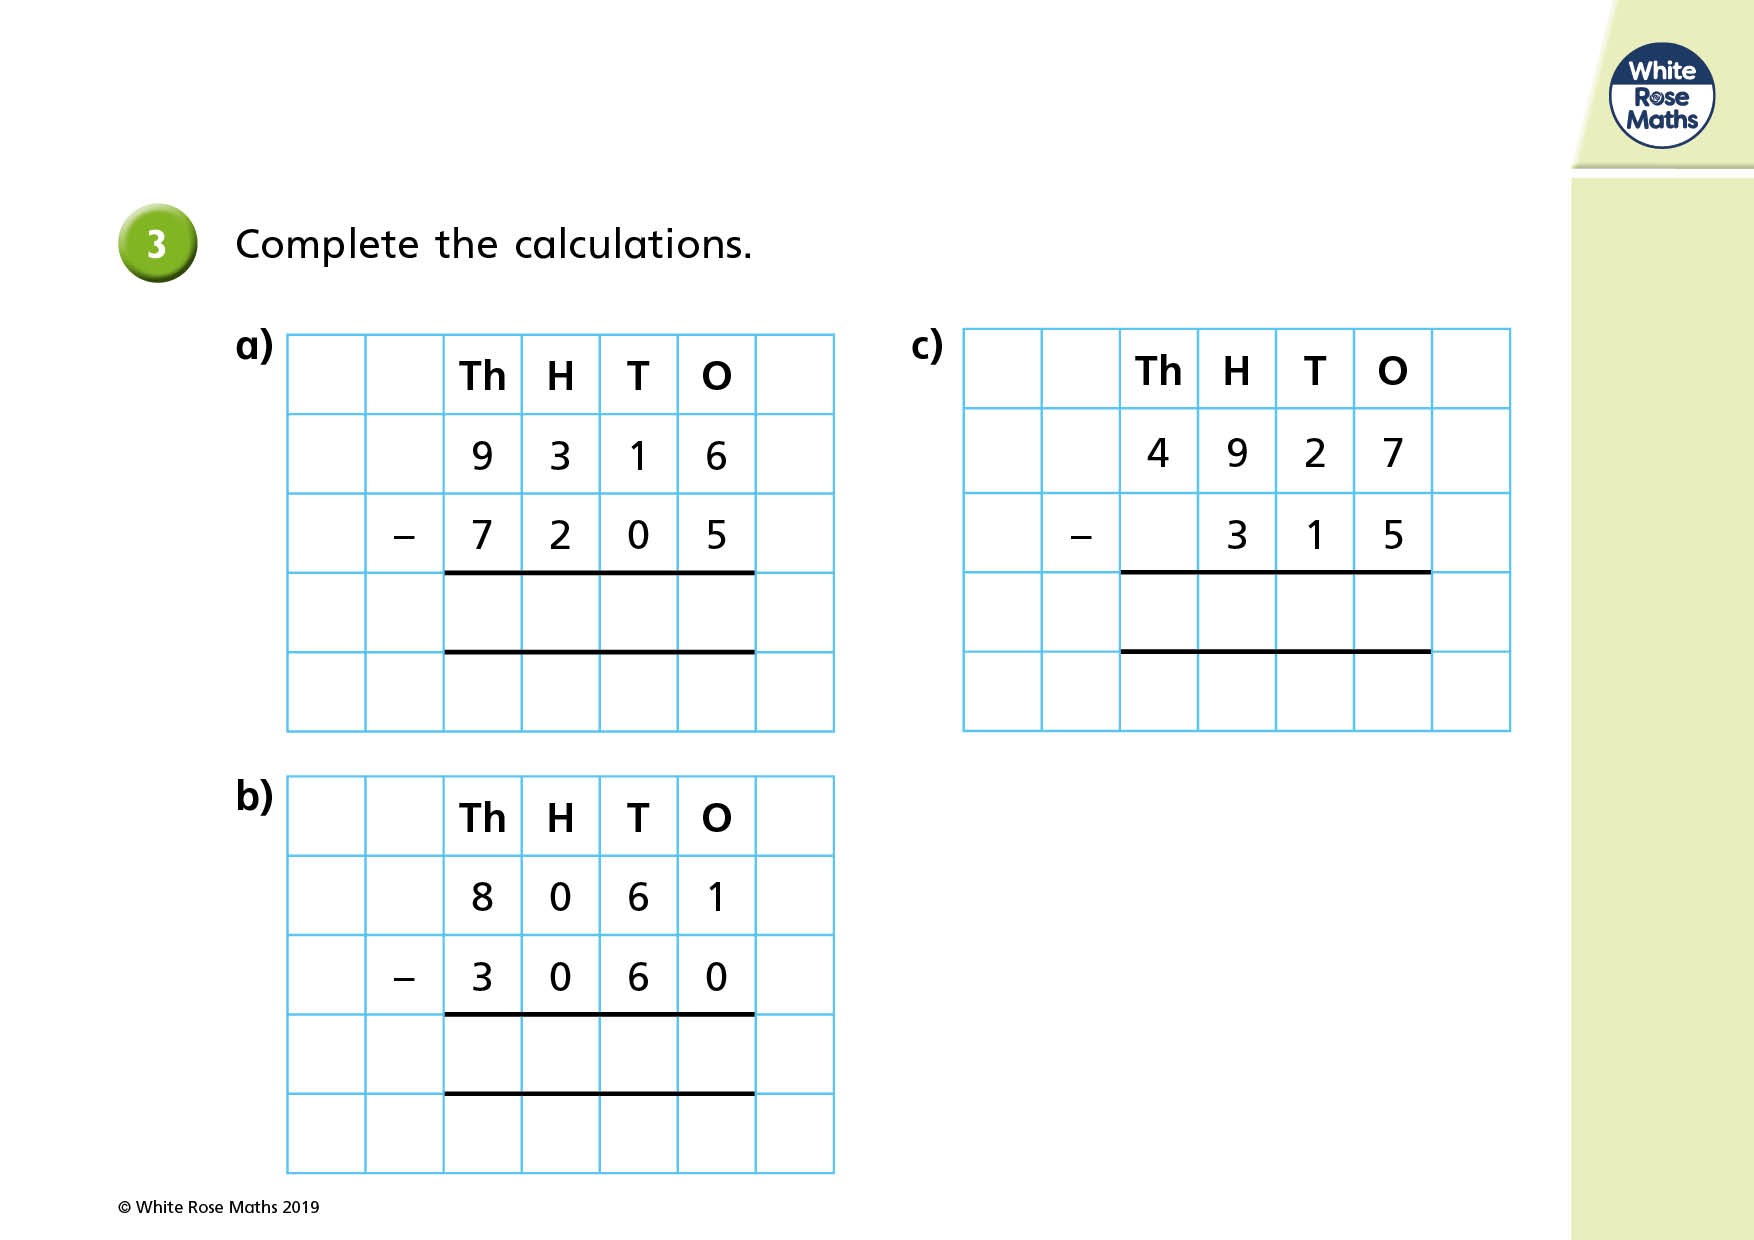 White
Rose
Maths
3 Complete the calculations.
a)
Th H T O
9 3 1 6
– 7 2 0 5
b)
Th H T O
8 0 6 1
– 3 0 6 0
c)
Th H T O
4 9 2 7
– 3 1 5
© White Rose Maths 2019